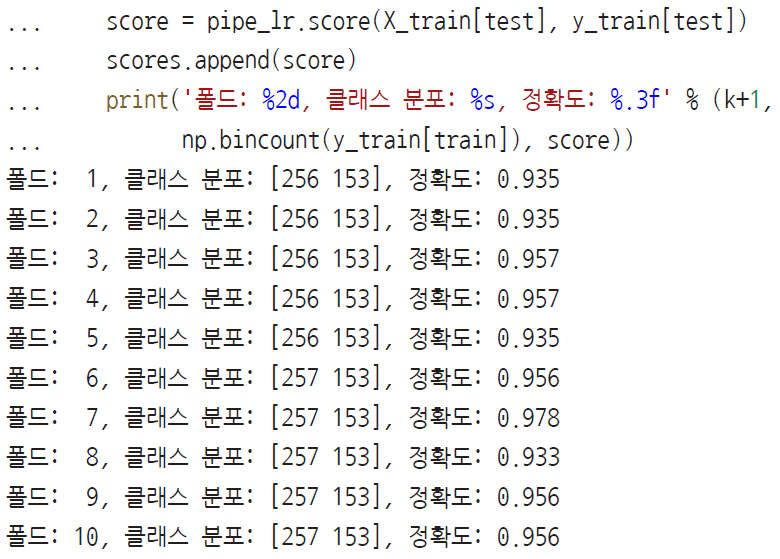 ...     score = pipe_lr.score(X_train[test], y_train[test])
...     scores.append(score)
...     print('폴드: %2d, 클래스 분포: %s, 정확도: %.3f' % (k+1,
...           np.bincount(y_train[train]), score))
폴드:  1, 클래스 분포: [256 153], 정확도: 0.935
폴드:  2, 클래스 분포: [256 153], 정확도: 0.935
폴드:  3, 클래스 분포: [256 153], 정확도: 0.957
폴드:  4, 클래스 분포: [256 153], 정확도: 0.957
폴드:  5, 클래스 분포: [256 153], 정확도: 0.935
폴드:  6, 클래스 분포: [257 153], 정확도: 0.956
폴드:  7, 클래스 분포: [257 153], 정확도: 0.978
폴드:  8, 클래스 분포: [257 153], 정확도: 0.933
폴드:  9, 클래스 분포: [257 153], 정확도: 0.956
폴드: 10, 클래스 분포: [257 153], 정확도: 0.956